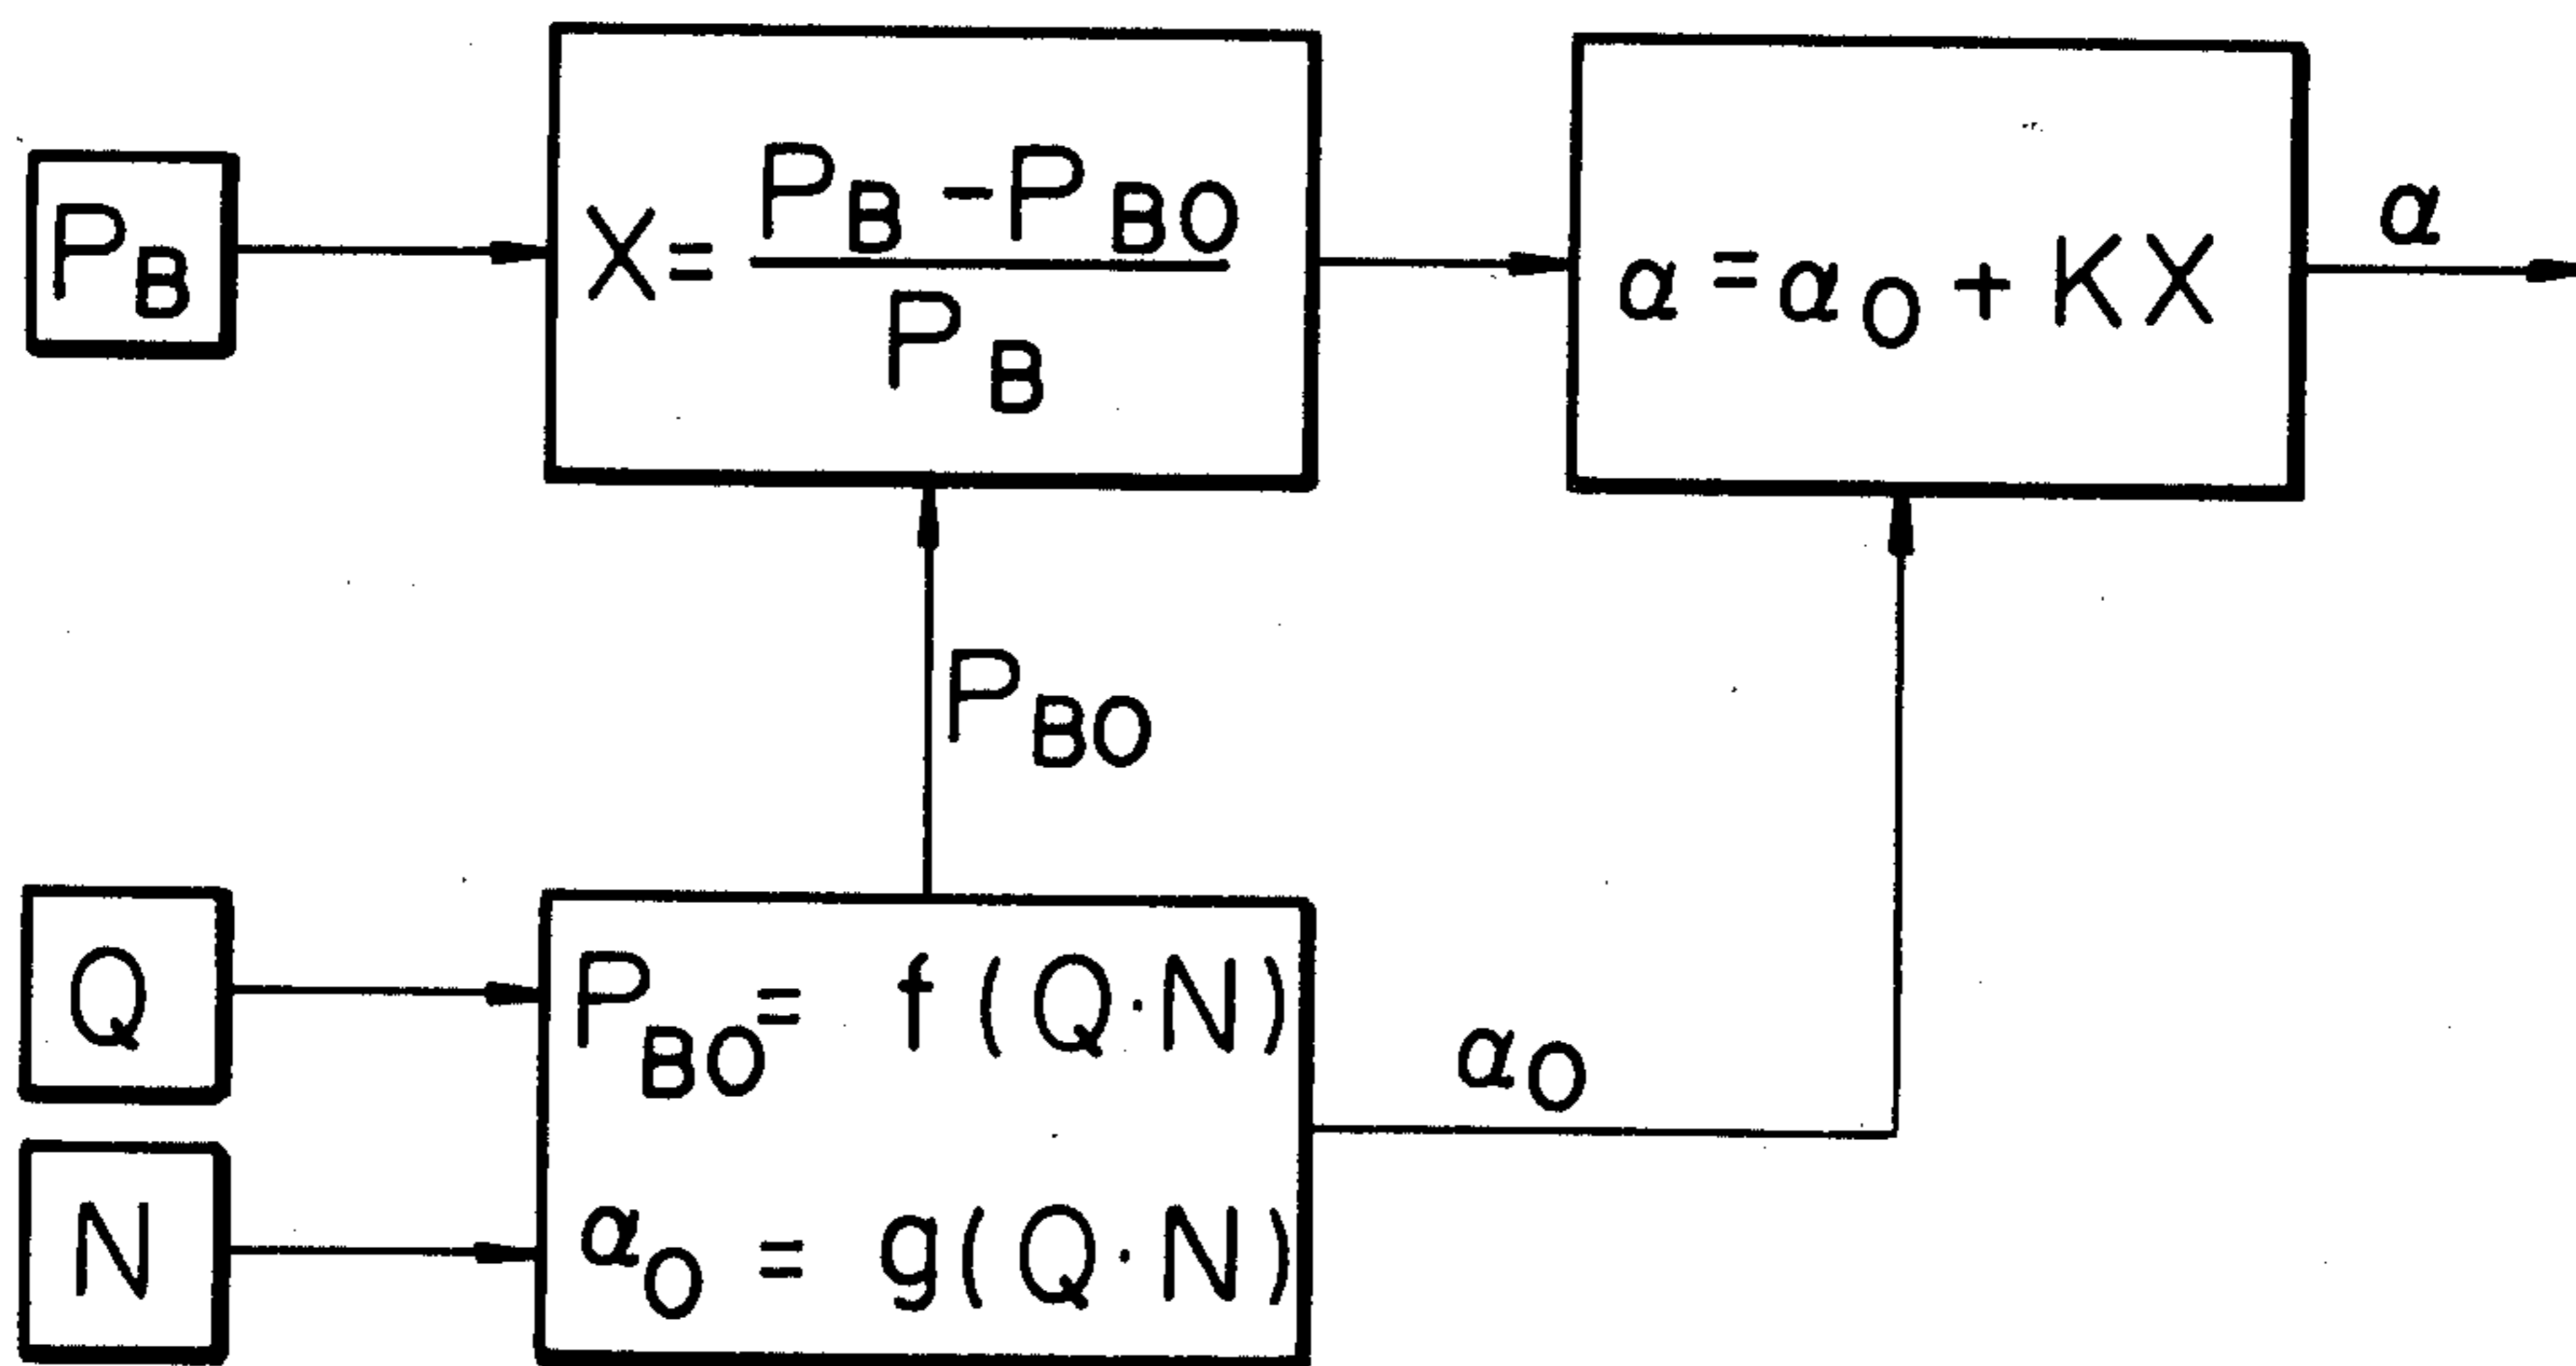 P_B
X = (P_B - P_BO) / P_B
α = α_O + KX
α
P_BO
Q
N
P_BO = f(Q·N)
α_O = g(Q·N)
α_O